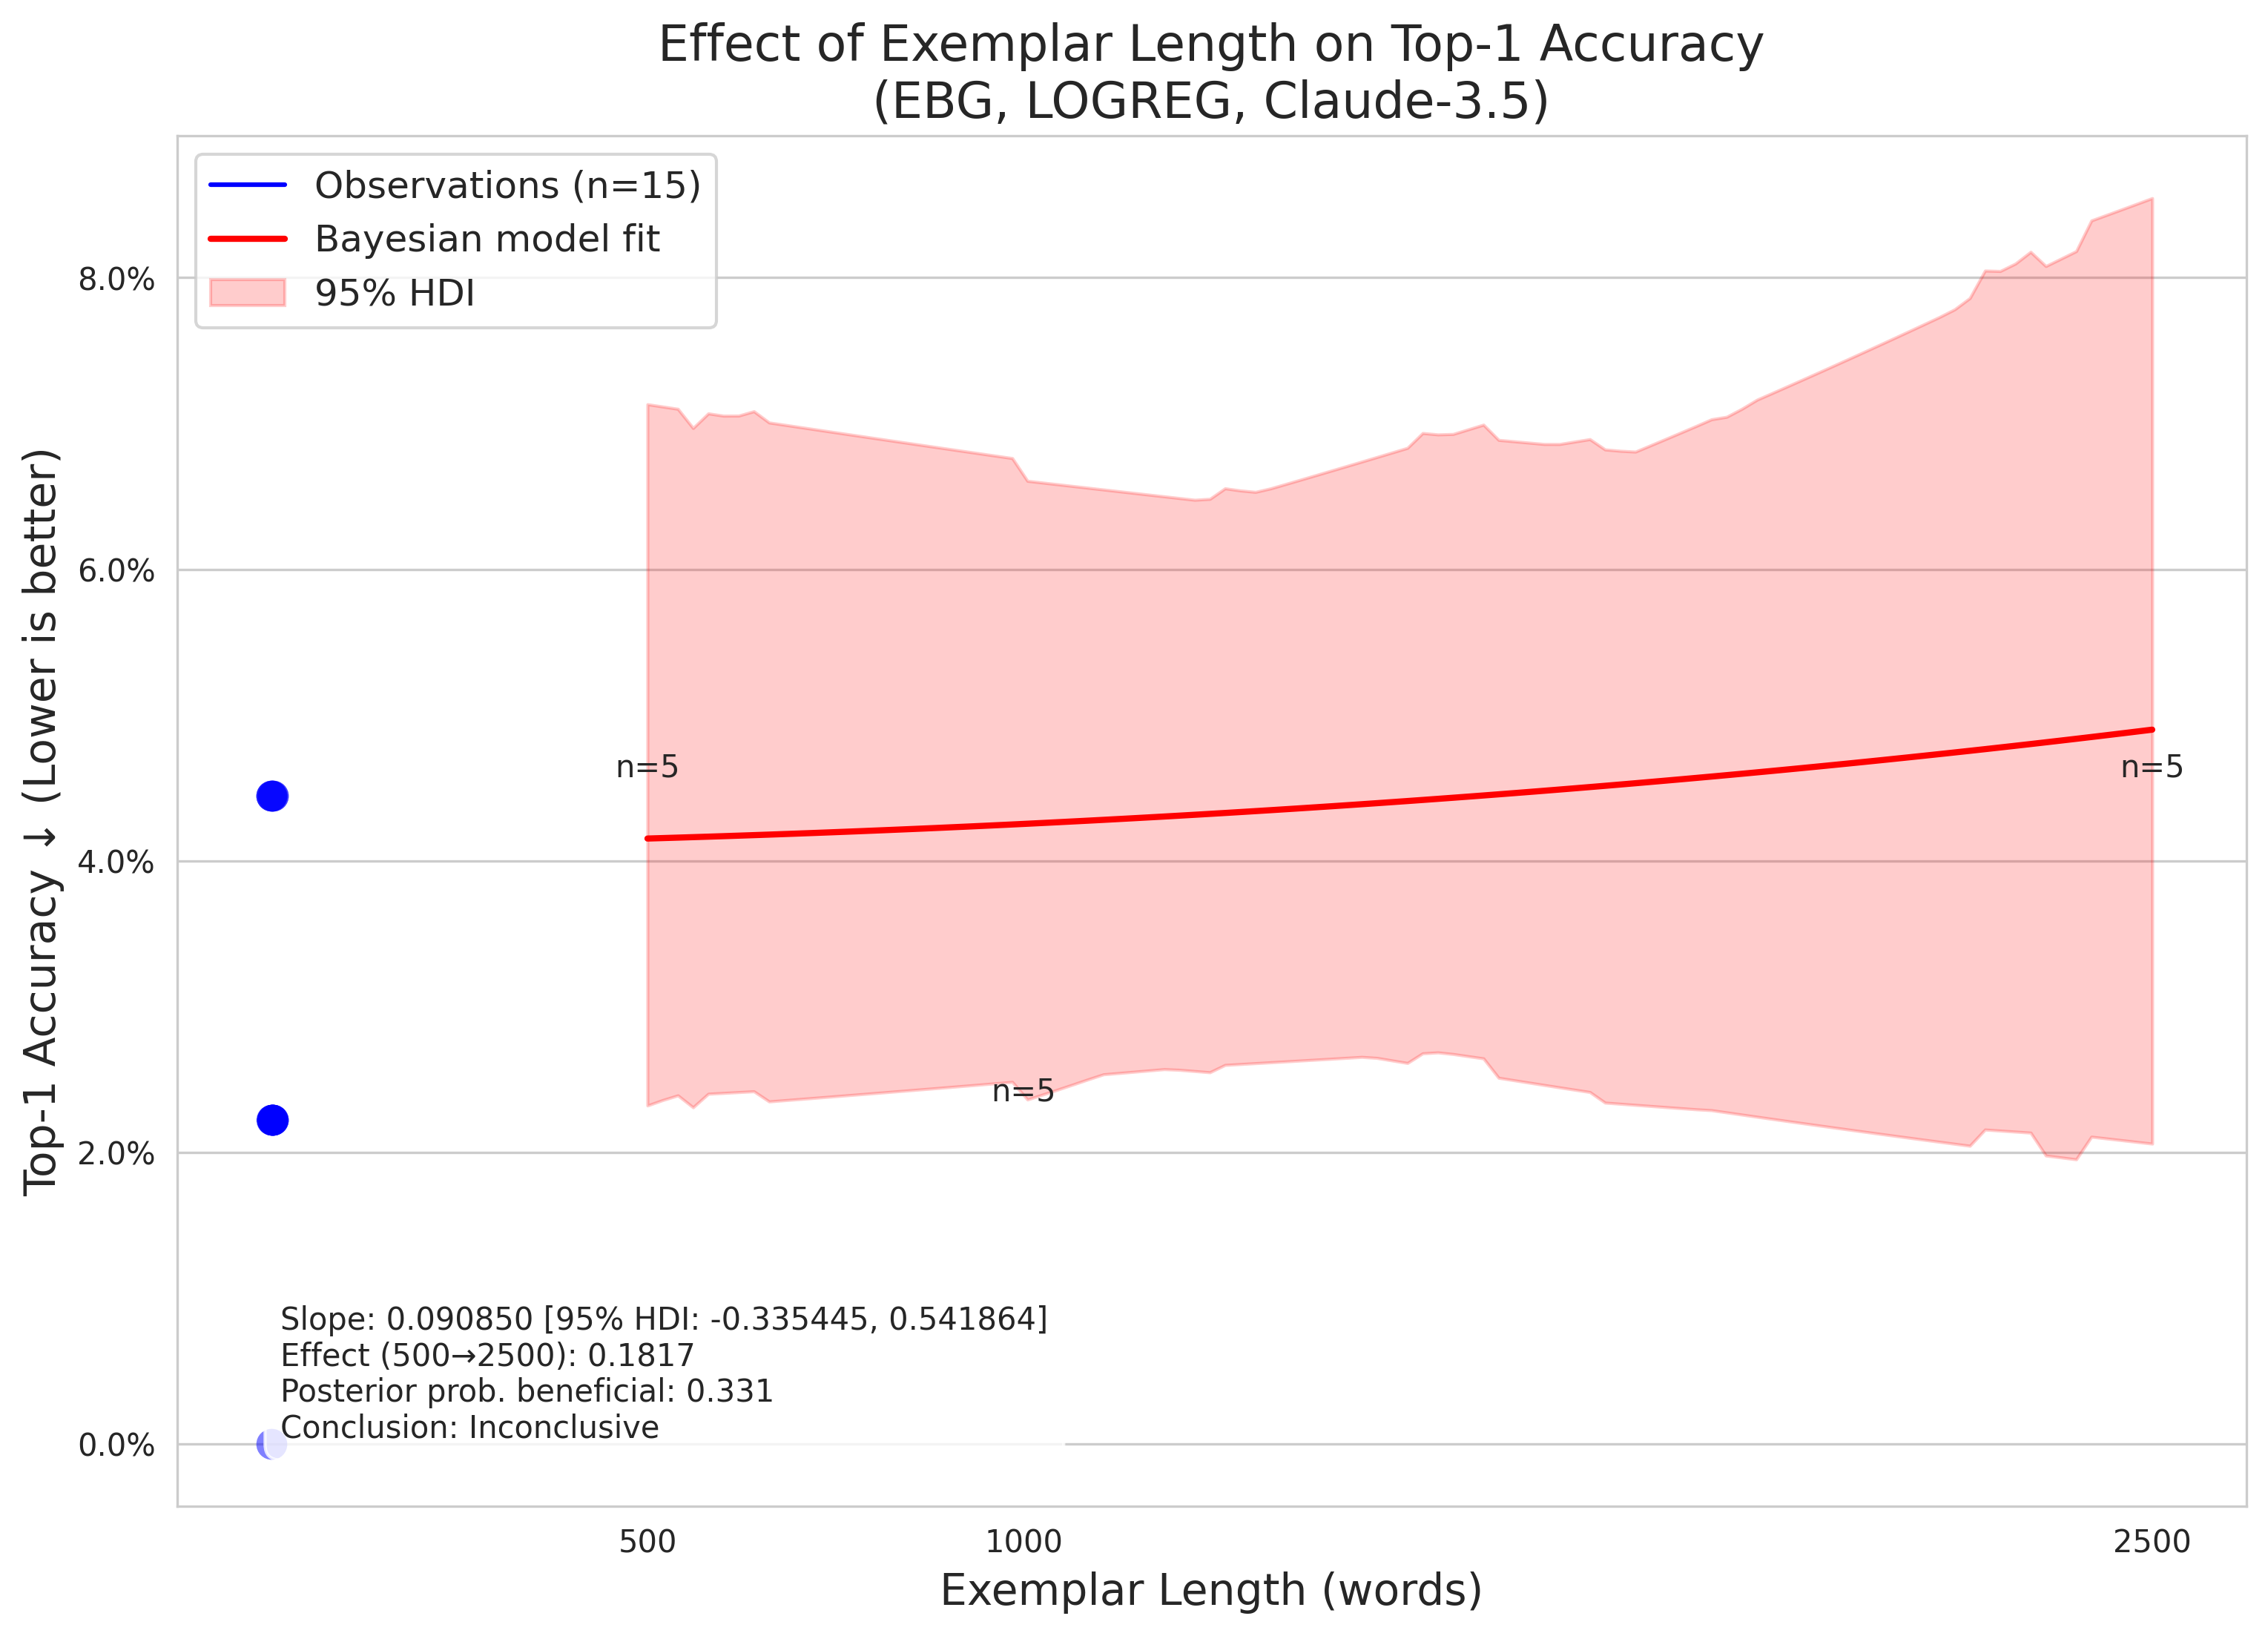 Effect of Exemplar Length on Top-1 Accuracy
(EBG, LOGREG, Claude-3.5)
Observations (n=15)
Bayesian model fit
95% HDI
Top-1 Accuracy ↓ (Lower is better)
8.0%
6.0%
4.0%
2.0%
0.0%
n=5
n=5
n=5
Slope: 0.090850 [95% HDI: -0.335445, 0.541864]
Effect (500→2500): 0.1817
Posterior prob. beneficial: 0.331
Conclusion: Inconclusive
500
1000
2500
Exemplar Length (words)